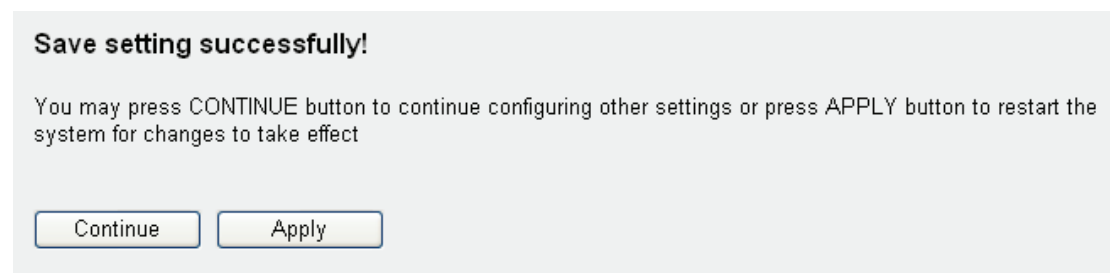 Save setting successfully!
You may press CONTINUE button to continue configuring other settings or press APPLY button to restart the
system for changes to take effect
Continue
Apply